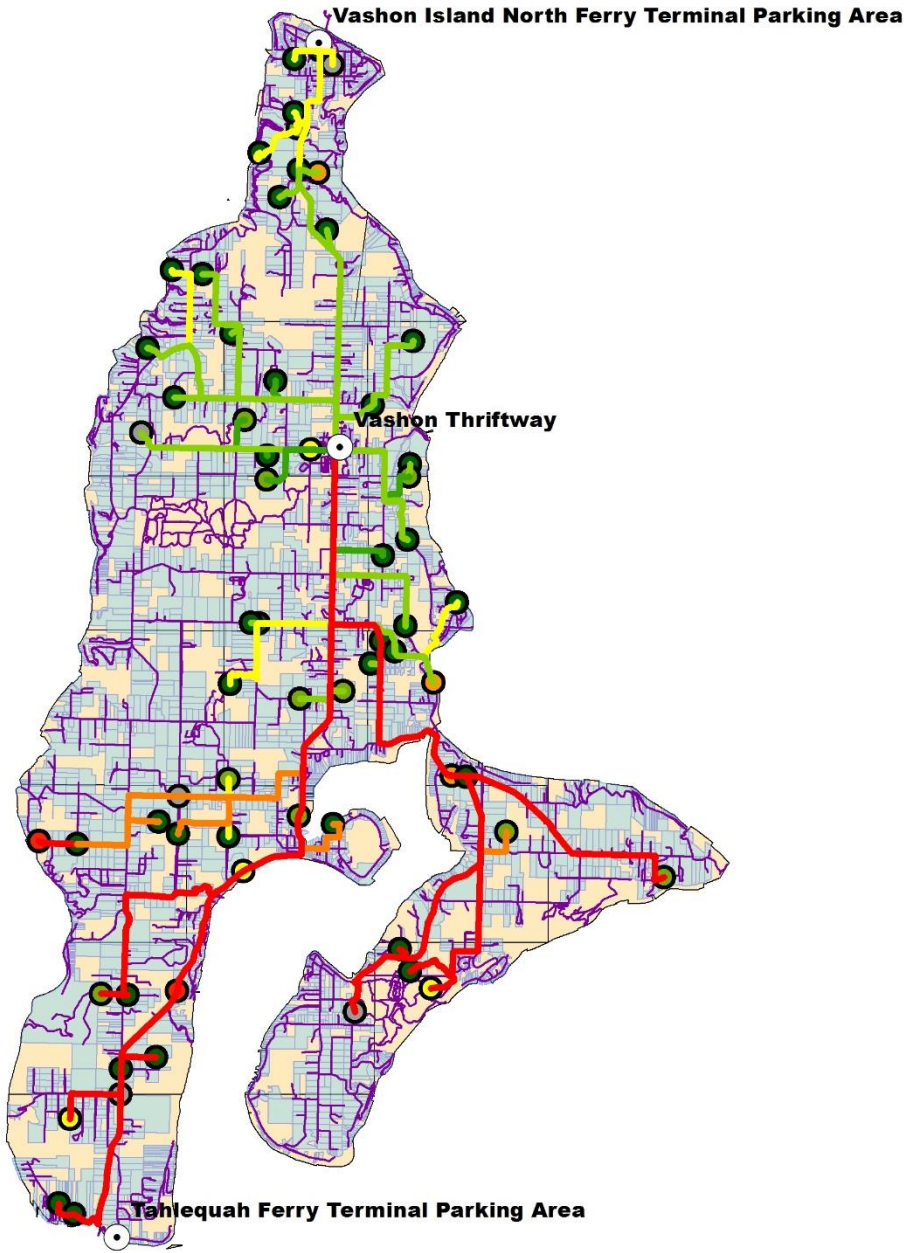 Vashon Island North Ferry Terminal Parking Area
Vashon Thriftway
Tahlequah Ferry Terminal Parking Area